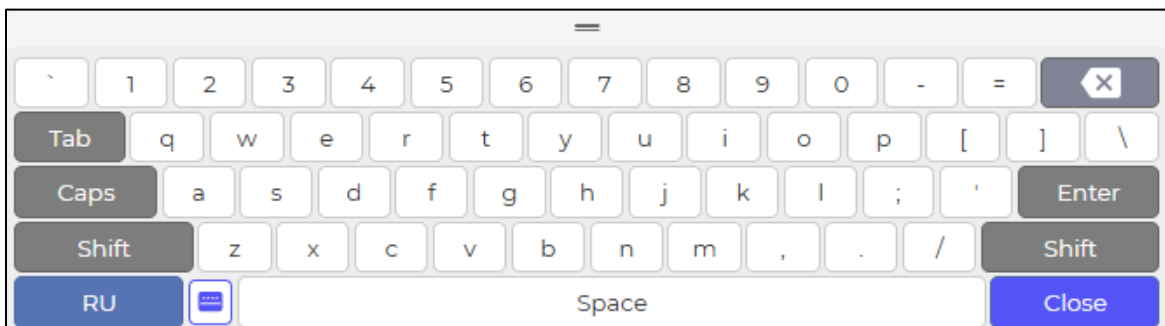 ` 1 2 3 4 5 6 7 8 9 0 - =
Tab q w e r t y u i o p [ ] \
Caps a s d f g h j k l ; ' Enter
Shift z x c v b n m , . / Shift
RU Space Close